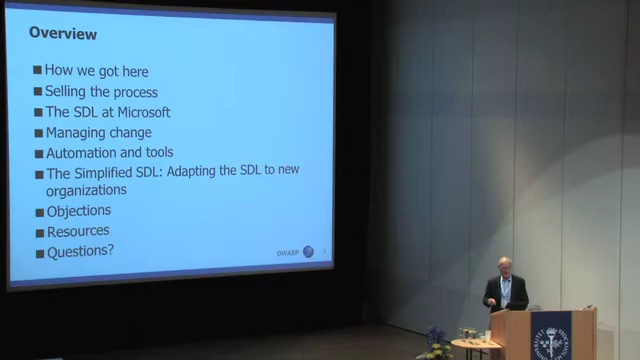 Overview
How we got here
Selling the process
The SDL at Microsoft
Managing change
Automation and tools
The Simplified SDL: Adapting the SDL to new
organizations
Objections
Resources
Questions?
OWASP